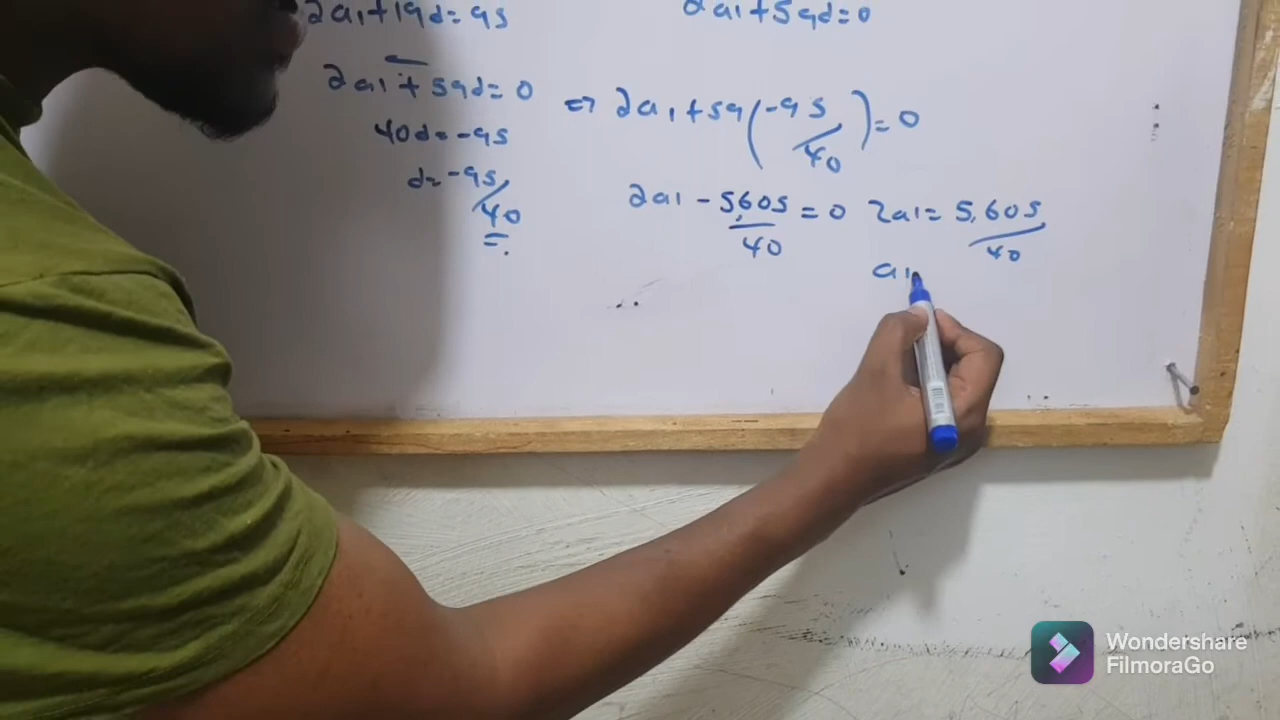 2a1+19d=95
2a1+59d=0
2a1+59d=0
40d=-95
d=-95/40
⇒ 2a1+59(-95/40)=0
2a1-5,605/40=0 2a1=5,605/40
a1
Wondershare
FilmoraGo